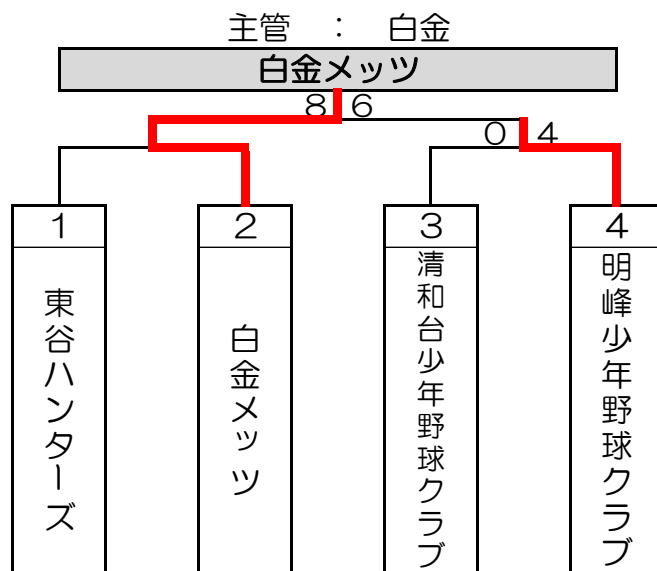 主管　：　白金
白金メッツ
8 6
0 4
1
2
3
4
東谷ハンターズ
白金メッツ
清和台少年野球クラブ
明峰少年野球クラブ